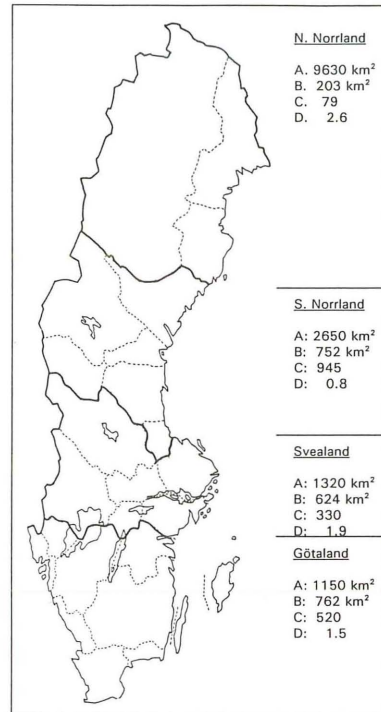 N. Norrland
A. 9630 km²
B. 203 km²
C. 79
D. 2.6
S. Norrland
A: 2650 km²
B: 752 km²
C: 945
D: 0.8
Svealand
A: 1320 km²
B: 624 km²
C: 330
D: 1.9
Götaland
A: 1150 km²
B: 762 km²
C: 520
D: 1.5